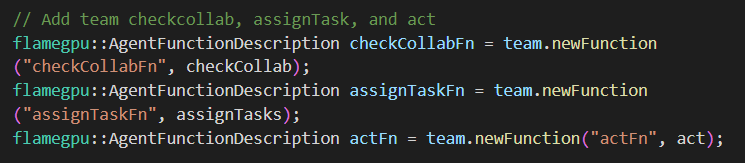 // Add team checkcollab, assignTask, and act
flamegpu::AgentFunctionDescription checkCollabFn = team.newFunction
("checkCollabFn", checkCollab);
flamegpu::AgentFunctionDescription assignTaskFn = team.newFunction
("assignTaskFn", assignTasks);
flamegpu::AgentFunctionDescription actFn = team.newFunction("actFn", act);